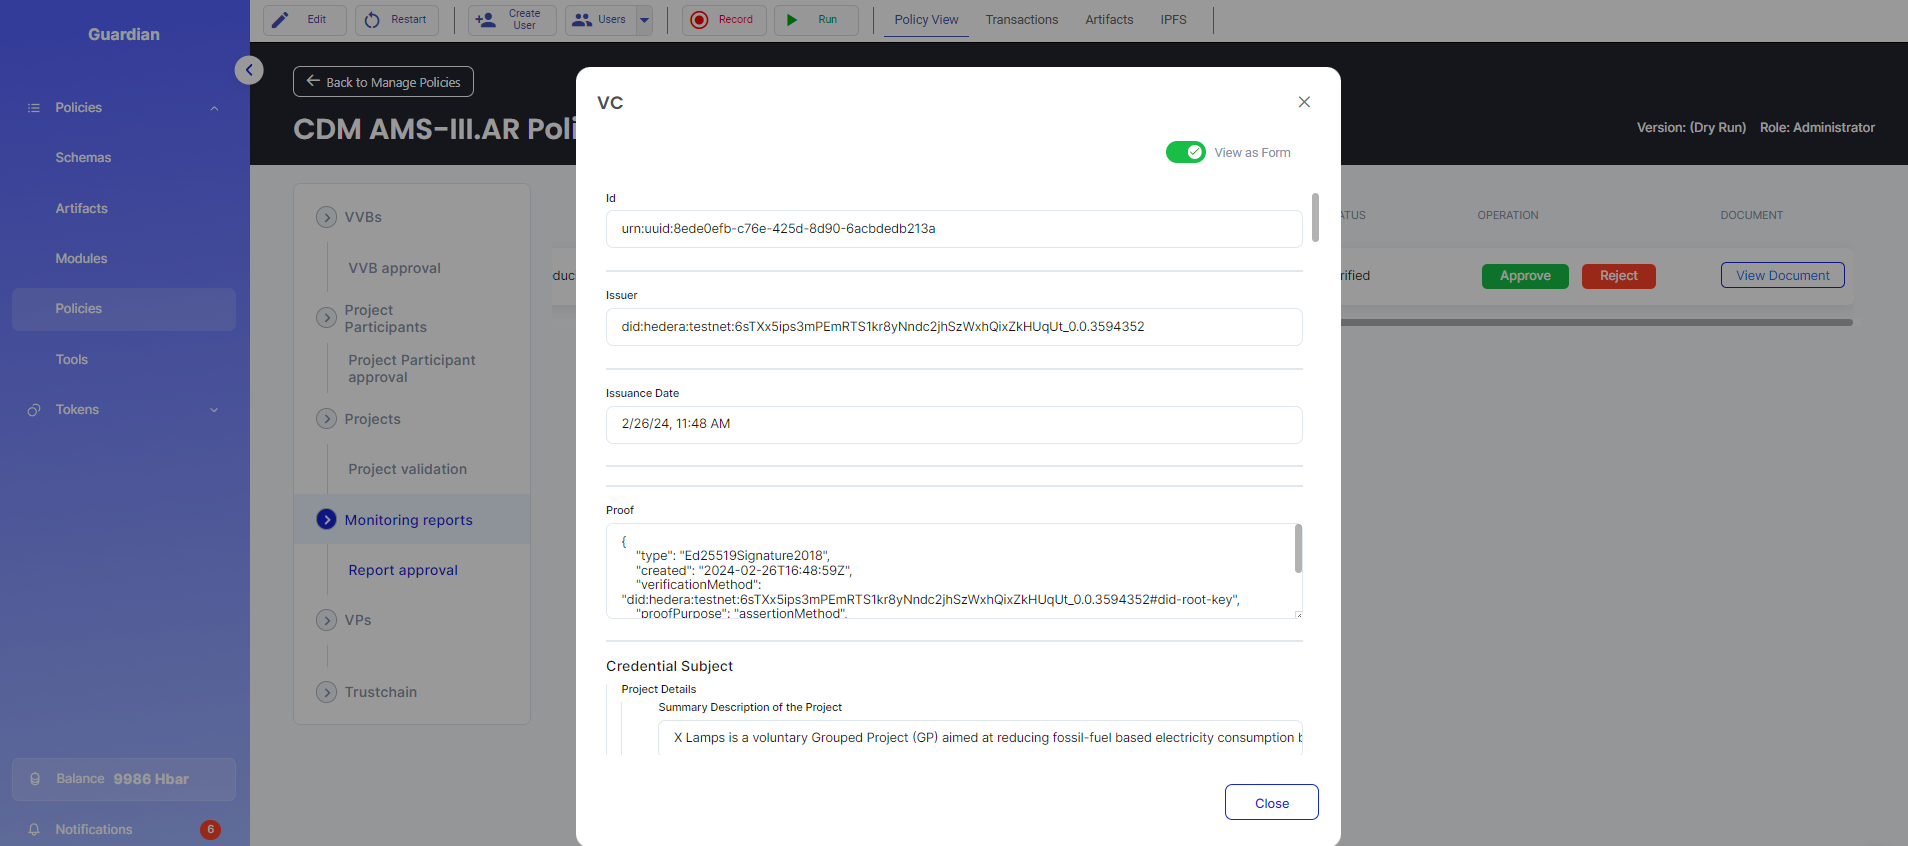 Guardian
Policies
Schemas
Artifacts
Modules
Policies
Tools
Tokens
Balance 9986 Hbar
Notifications 6
Edit Restart Create User Users Record Run Policy View Transactions Artifacts IPFS
Back to Manage Policies
CDM AMS-III.AR Poli
Version: (Dry Run) Role: Administrator
VVBs
VVB approval
Project
Participants
Project Participant
approval
Projects
Project validation
Monitoring reports
Report approval
VPs
Trustchain
ATUS OPERATION DOCUMENT
duc rified Approve Reject View Document
VC
View as Form
Id
urn:uuid:8ede0efb-c76e-425d-8d90-6acbdedb213a
Issuer
did:hedera:testnet:6sTXx5ips3mPEmRTS1kr8yNndc2jhSzWxhQixZkHUqUt_0.0.3594352
Issuance Date
2/26/24, 11:48 AM
Proof
{
"type": "Ed25519Signature2018",
"created": "2024-02-26T16:48:59Z",
"verificationMethod":
"did:hedera:testnet:6sTXx5ips3mPEmRTS1kr8yNndc2jhSzWxhQixZkHUqUt_0.0.3594352#did-root-key",
"proofPurpose": "assertionMethod",
Credential Subject
Project Details
Summary Description of the Project
X Lamps is a voluntary Grouped Project (GP) aimed at reducing fossil-fuel based electricity consumption b
Close